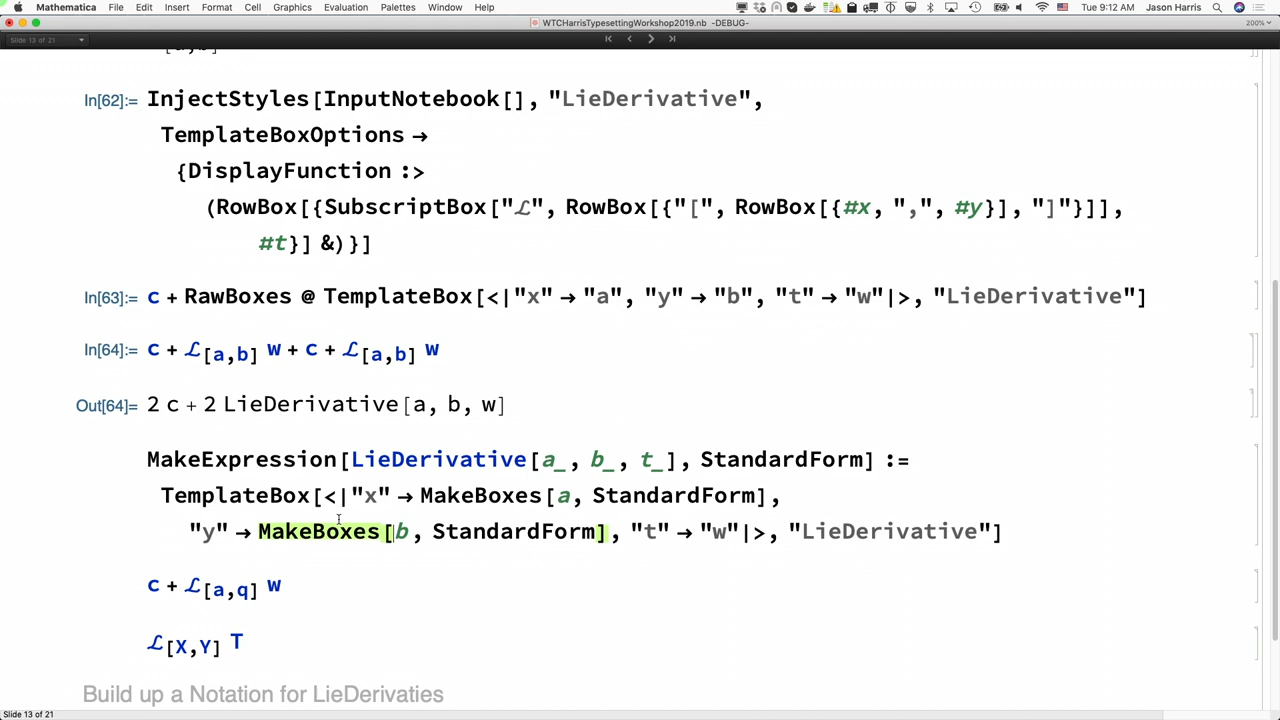 Mathematica File Edit Insert Format Cell Graphics Evaluation Palettes Window Help Tue 9:12 AM Jason Harris
WTCHarrisTypesettingWorkshop2019.nb -DEBUG-
200%
Slide 13 of 21
[a,b]
In[62]:= InjectStyles[InputNotebook[], "LieDerivative",
TemplateBoxOptions →
{DisplayFunction :>
(RowBox[{SubscriptBox["ℒ", RowBox[{"[", RowBox[{#x, ",", #y}], "]"}]],
#t}] &)}]
In[63]:= c + RawBoxes @ TemplateBox[<|"x" → "a", "y" → "b", "t" → "w"|>, "LieDerivative"]
In[64]:= c + ℒ[a,b] w + c + ℒ[a,b] w
Out[64]= 2 c + 2 LieDerivative[a, b, w]
MakeExpression[LieDerivative[a_, b_, t_], StandardForm] :=
TemplateBox[<|"x" → MakeBoxes[a, StandardForm],
"y" → MakeBoxes[b, StandardForm], "t" → "w"|>, "LieDerivative"]
c + ℒ[a,q] w
ℒ[X,Y] T
Build up a Notation for LieDerivaties
Slide 13 of 21